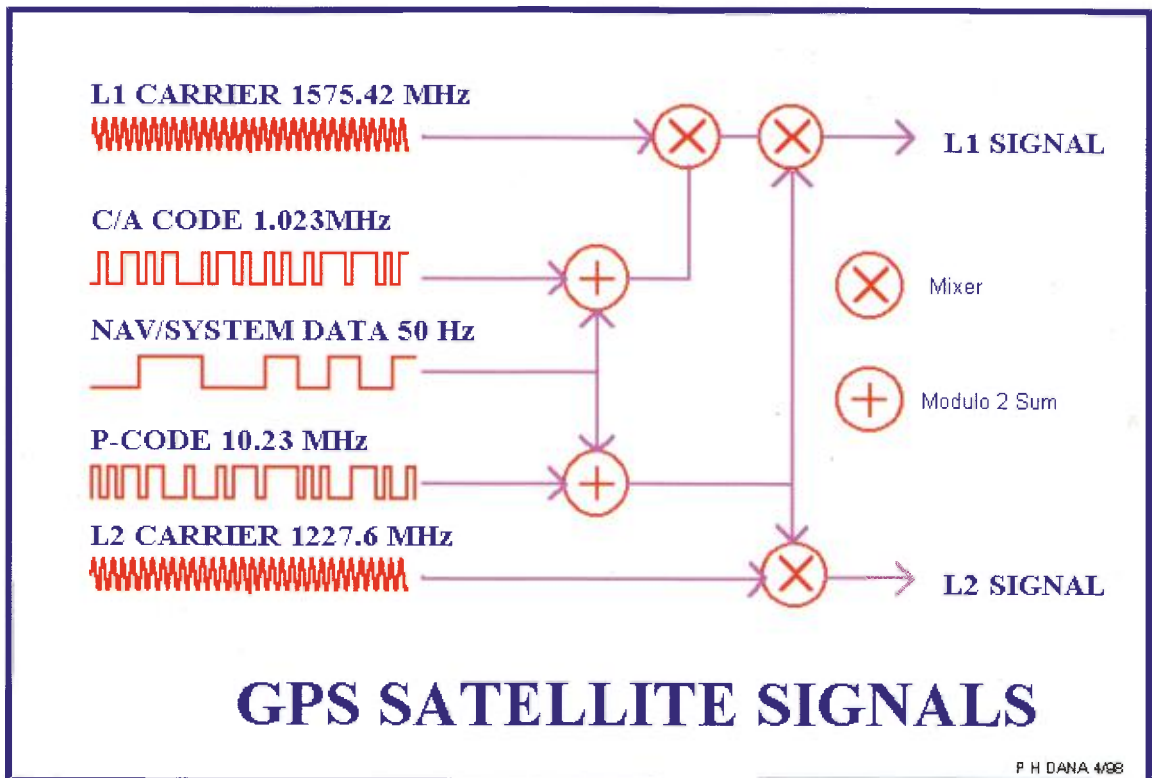 L1 CARRIER 1575.42 MHz
L1 SIGNAL
C/A CODE 1.023MHz
Mixer
NAV/SYSTEM DATA 50 Hz
Modulo 2 Sum
P-CODE 10.23 MHz
L2 CARRIER 1227.6 MHz
L2 SIGNAL
GPS SATELLITE SIGNALS
P H DANA 4/98